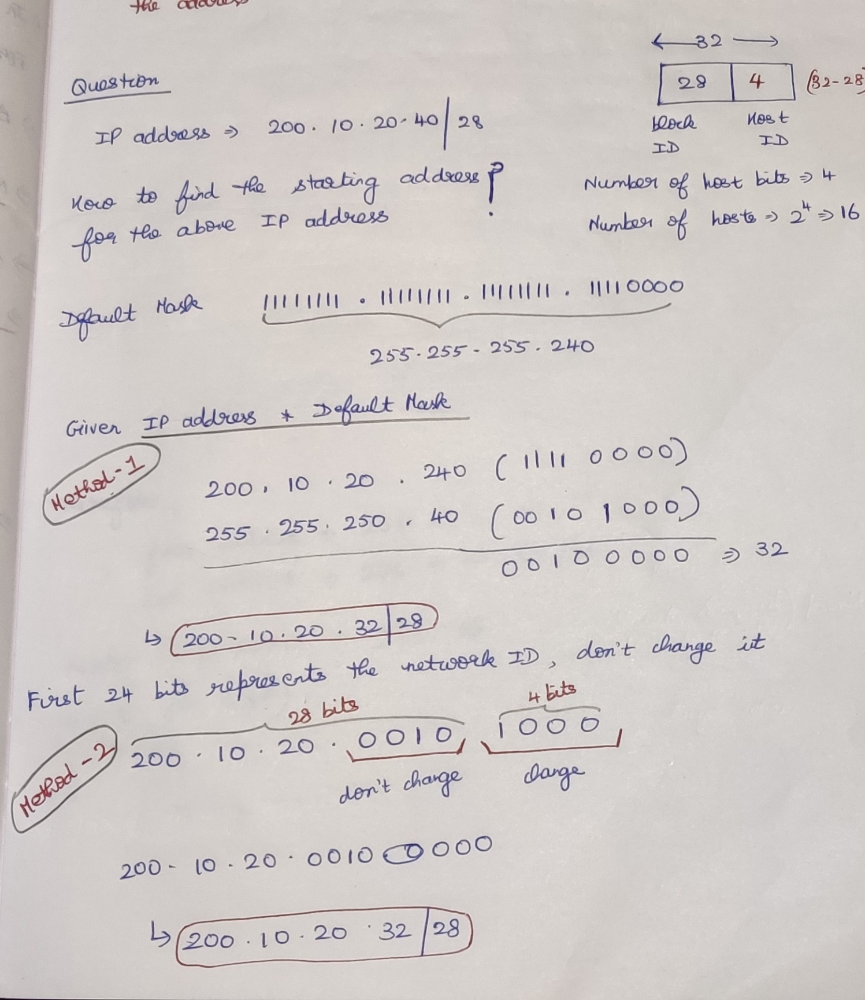 the address
← 32 →
28 | 4 (32-28)
block ID
Host ID
Question
IP address ⇒ 200. 10. 20. 40/28
How to find the starting address ?
for the above IP address
Number of host bits ⇒ 4
Number of hosts ⇒ 2⁴ ⇒ 16
Default Mask 11111111 . 11111111 . 11111111 . 11110000
255.255.255.240
Given IP address * Default Mask
Method-1
200. 10. 20. 240 (1111 0000)
255. 255. 250. 40 (0010 1000)
00100000 ⇒ 32
↳ 200. 10. 20. 32/28
First 24 bits represents the network ID, don't change it
28 bits 4 bits
Method-2
200. 10. 20. 0010 1000
don't change change
200. 10. 20. 00100000
↳ 200. 10. 20. 32/28